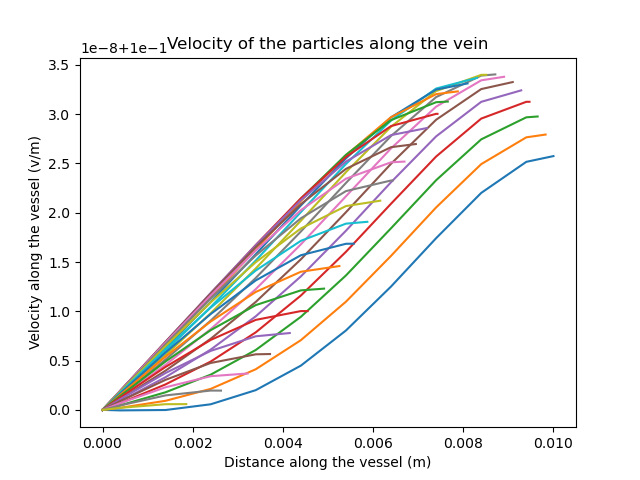 Velocity of the particles along the vein
1e−8+1e−1
3.5
3.0
2.5
2.0
1.5
1.0
0.5
0.0
Velocity along the vessel (v/m)
0.000 0.002 0.004 0.006 0.008 0.010
Distance along the vessel (m)